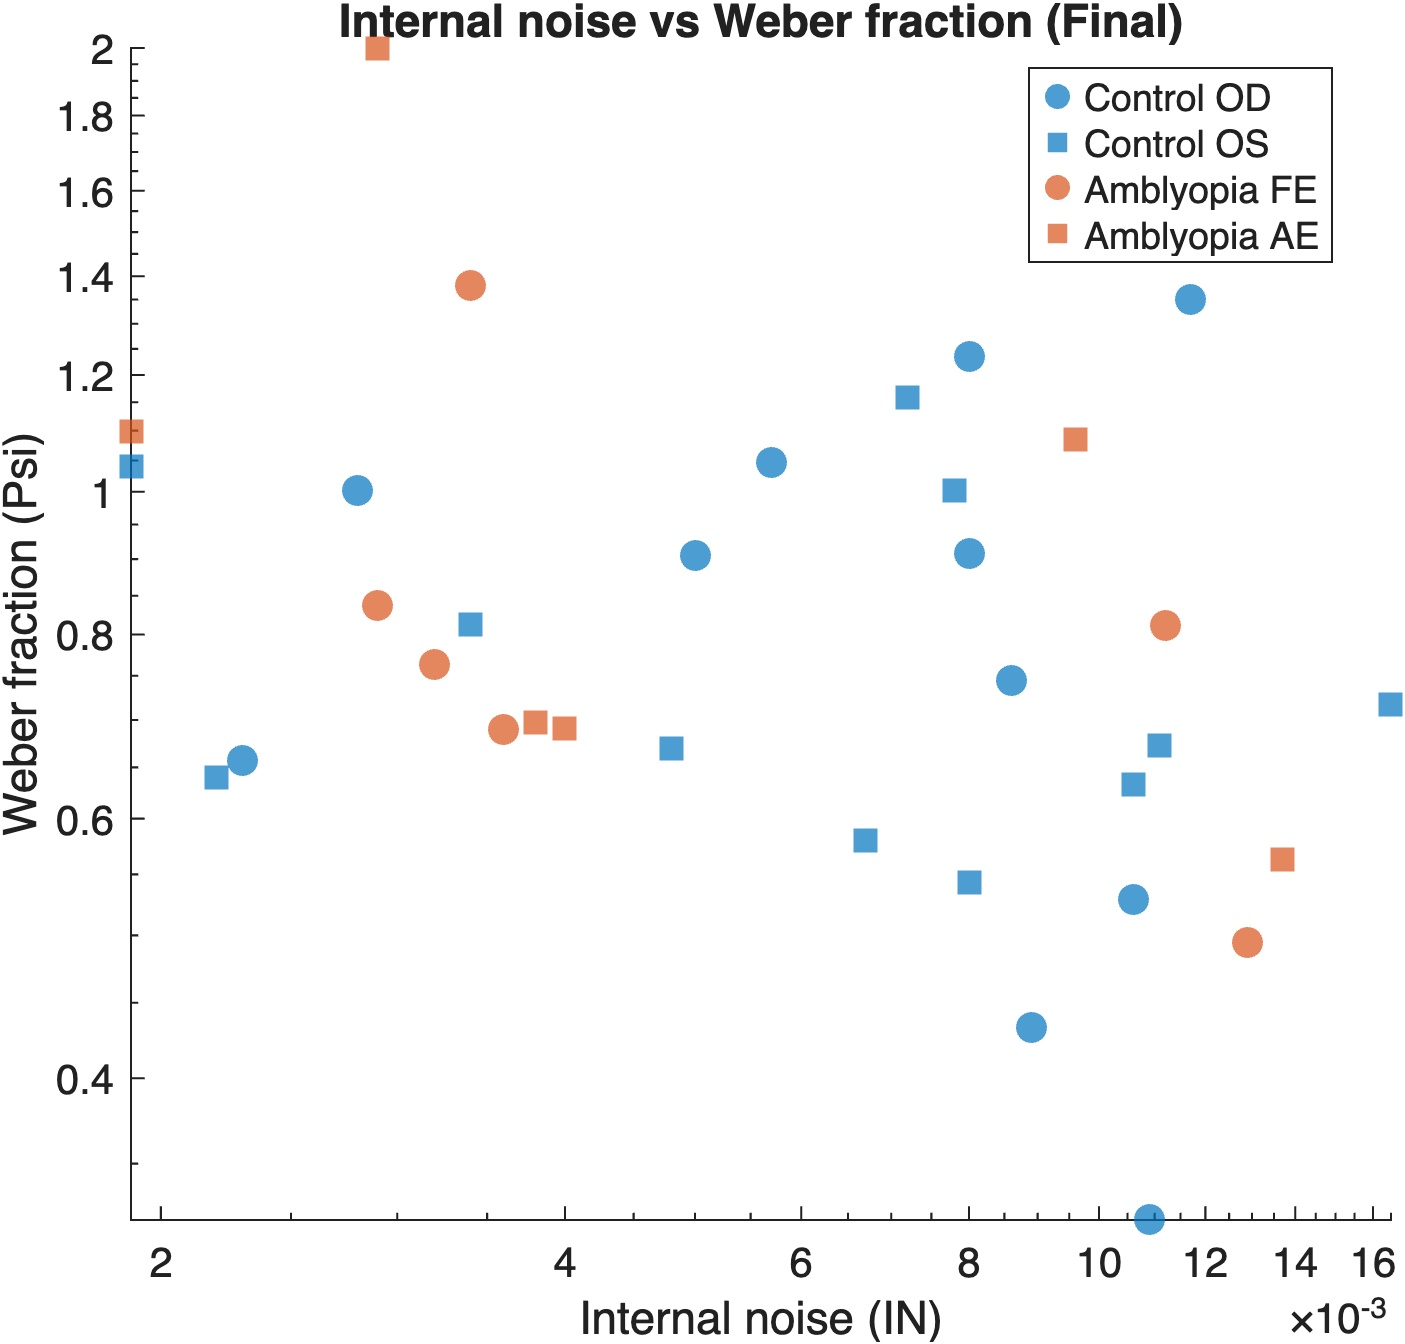 Internal noise vs Weber fraction (Final)
Control OD
Control OS
Amblyopia FE
Amblyopia AE
Weber fraction (Psi)
2
1.8
1.6
1.4
1.2
1
0.8
0.6
0.4
2 4 6 8 10 12 14 16
Internal noise (IN)
×10-3